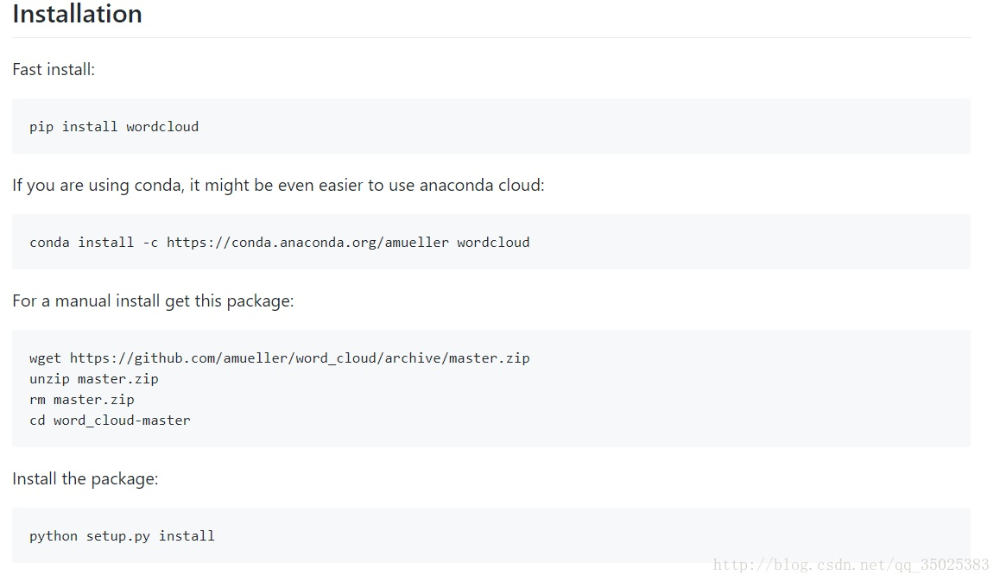 Installation
Fast install:
pip install wordcloud
If you are using conda, it might be even easier to use anaconda cloud:
conda install -c https://conda.anaconda.org/amueller wordcloud
For a manual install get this package:
wget https://github.com/amueller/word_cloud/archive/master.zip
unzip master.zip
rm master.zip
cd word_cloud-master
Install the package:
python setup.py install
http://blog.csdn.net/qq_35025383